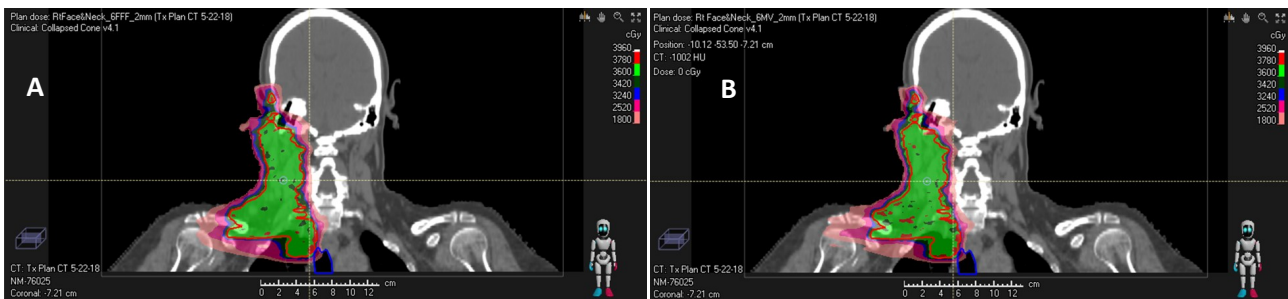 Plan dose: RtFace&Neck_6FFF_2mm (Tx Plan CT 5-22-18)
Clinical: Collapsed Cone v4.1
A
cGy
3960
3780
3600
3420
3240
2520
1800
CT: Tx Plan CT 5-22-18
NM-76025
Coronal: -7.21 cm
0 2 4 6 8 10 12 cm
Plan dose: Rt Face&Neck_6MV_2mm (Tx Plan CT 5-22-18)
Clinical: Collapsed Cone v4.1
Position: -10.12 -53.50 -7.21 cm
CT: -1002 HU
Dose: 0 cGy
B
cGy
3960
3780
3600
3420
3240
2520
1800
CT: Tx Plan CT 5-22-18
NM-76025
Coronal: -7.21 cm
0 2 4 6 8 10 12 cm